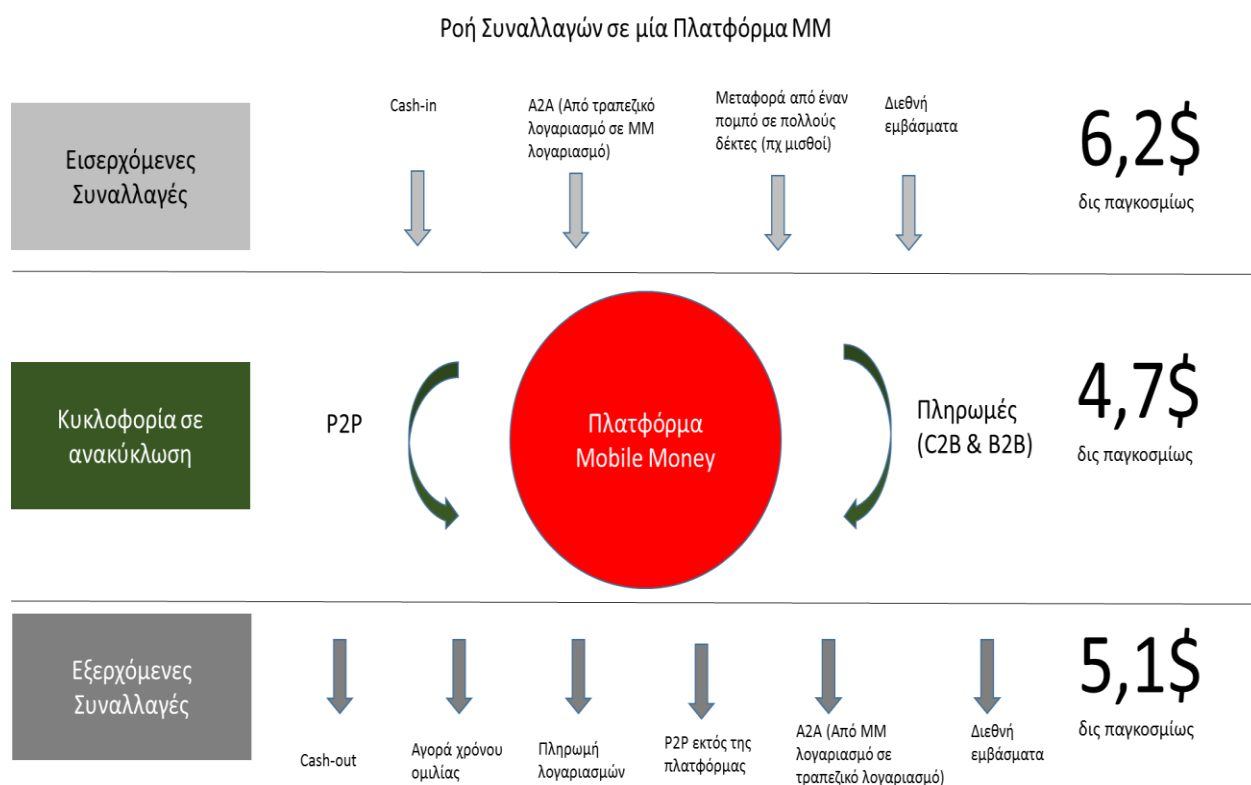 Ροή Συναλλαγών σε μία Πλατφόρμα ΜΜ
Εισερχόμενες
Συναλλαγές
Cash-in
A2A (Από τραπεζικό
λογαριασμό σε ΜΜ
λογαριασμό)
Μεταφορά από έναν
πομπό σε πολλούς
δέκτες (πχ μισθοί)
Διεθνή
εμβάσματα
6,2$
δις παγκοσμίως
Κυκλοφορία σε
ανακύκλωση
P2P
Πλατφόρμα
Mobile Money
Πληρωμές
(C2B & B2B)
4,7$
δις παγκοσμίως
Εξερχόμενες
Συναλλαγές
Cash-out
Αγορά χρόνου
ομιλίας
Πληρωμή
λογαριασμών
P2P εκτός της
πλατφόρμας
A2A (Από ΜΜ
λογαριασμό σε
τραπεζικό λογαριασμό)
Διεθνή
εμβάσματα
5,1$
δις παγκοσμίως